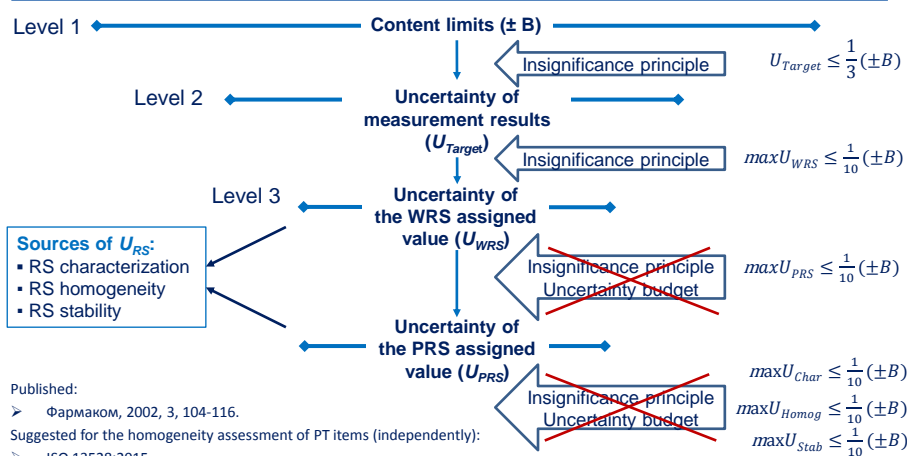 Level 1
Content limits (± B)
Insignificance principle
U_Target ≤ 1/3 (±B)
Level 2
Uncertainty of
measurement results
(U_Target)
Insignificance principle
maxU_WRS ≤ 1/10 (±B)
Level 3
Uncertainty of
the WRS assigned
value (U_WRS)
Sources of U_RS:
▪ RS characterization
▪ RS homogeneity
▪ RS stability
Insignificance principle
Uncertainty budget
maxU_PRS ≤ 1/10 (±B)
Uncertainty of
the PRS assigned
value (U_PRS)
Insignificance principle
Uncertainty budget
maxU_Char ≤ 1/10 (±B)
maxU_Homog ≤ 1/10 (±B)
maxU_Stab ≤ 1/10 (±B)
Published:
➢ Фармаком, 2002, 3, 104-116.
Suggested for the homogeneity assessment of PT items (independently):
➢ ISO 13528:2015